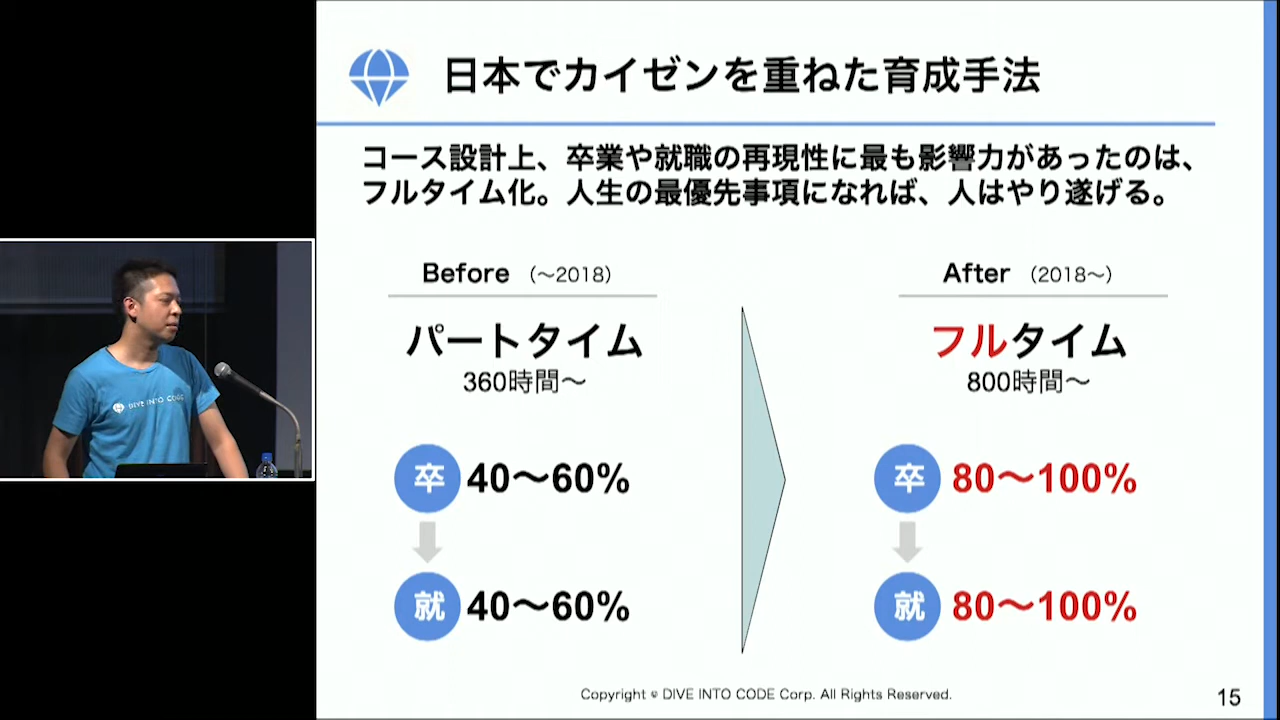 日本でカイゼンを重ねた育成手法
コース設計上、卒業や就職の再現性に最も影響力があったのは、
フルタイム化。人生の最優先事項になれば、人はやり遂げる。
Before （〜2018）
パートタイム
360時間〜
卒 40〜60%
就 40〜60%
After （2018〜）
フルタイム
800時間〜
卒 80〜100%
就 80〜100%
DIVE INTO CODE
Copyright © DIVE INTO CODE Corp. All Rights Reserved.
15